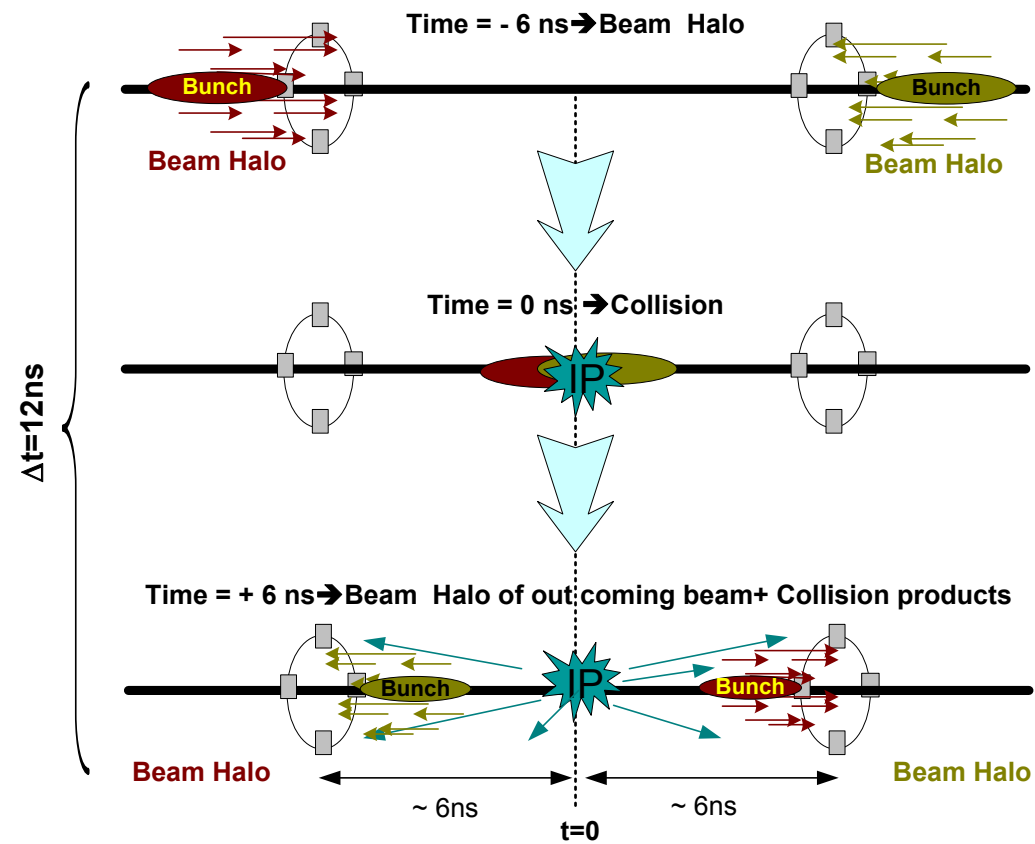 Time = - 6 ns➔Beam Halo
Bunch
Bunch
Beam Halo
Beam Halo
Time = 0 ns ➔Collision
IP
Δt=12ns
Time = + 6 ns➔Beam Halo of out coming beam+ Collision products
Bunch
IP
Bunch
Beam Halo
Beam Halo
~ 6ns
~ 6ns
t=0